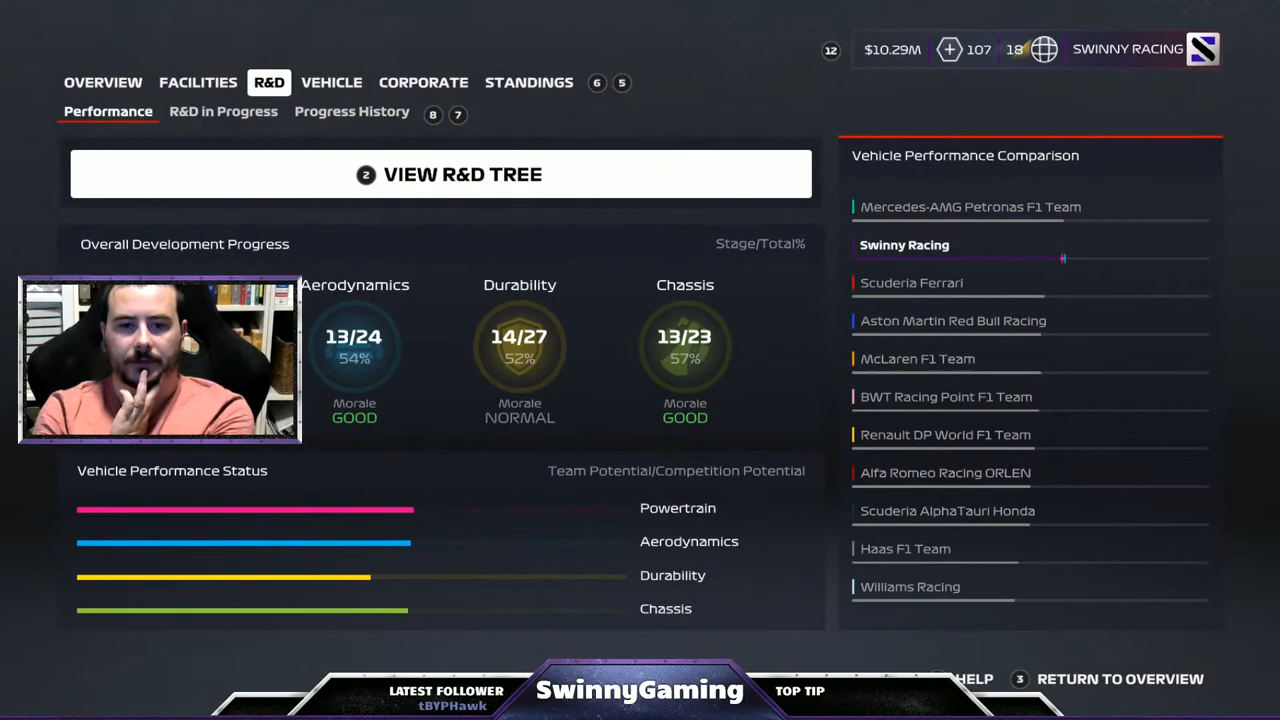 12 $10.29M 107 18 SWINNY RACING
OVERVIEW FACILITIES R&D VEHICLE CORPORATE STANDINGS 6 5
Performance R&D in Progress Progress History 8 7
2 VIEW R&D TREE
Overall Development Progress Stage/Total%
Aerodynamics Durability Chassis
13/24 14/27 13/23
54% 52% 57%
Morale Morale Morale
GOOD NORMAL GOOD
Vehicle Performance Status Team Potential/Competition Potential
Powertrain
Aerodynamics
Durability
Chassis
Vehicle Performance Comparison
Mercedes-AMG Petronas F1 Team
Swinny Racing
Scuderia Ferrari
Aston Martin Red Bull Racing
McLaren F1 Team
BWT Racing Point F1 Team
Renault DP World F1 Team
Alfa Romeo Racing ORLEN
Scuderia AlphaTauri Honda
Haas F1 Team
Williams Racing
HELP 3 RETURN TO OVERVIEW
LATEST FOLLOWER
tBYPHawk
SwinnyGaming
TOP TIP